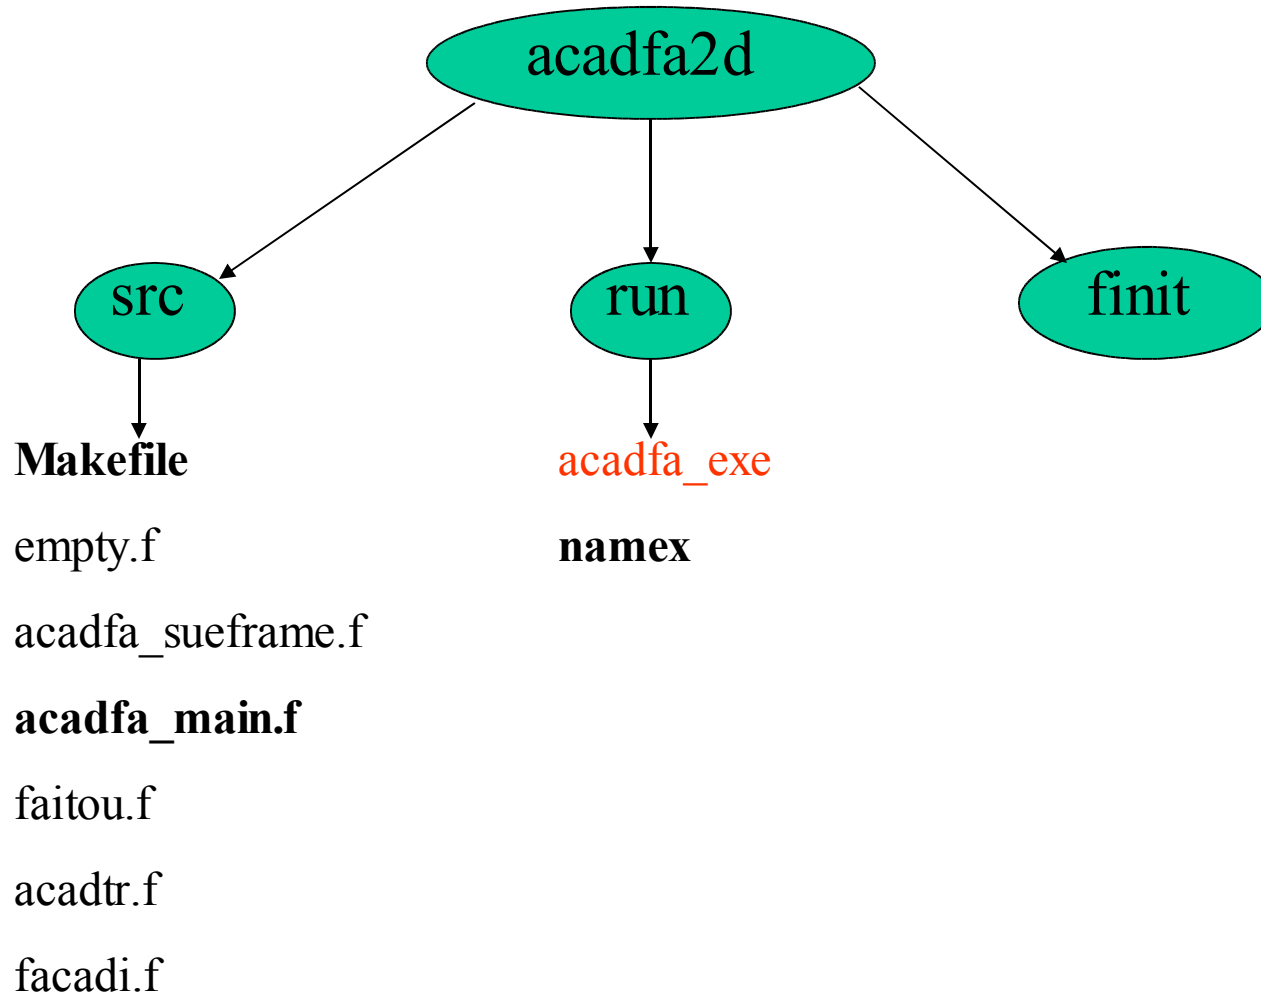 acadfa2d
src
run
finit
Makefile
acadfa_exe
empty.f
namex
acadfa_sueframe.f
acadfa_main.f
faitou.f
acadtr.f
facadi.f